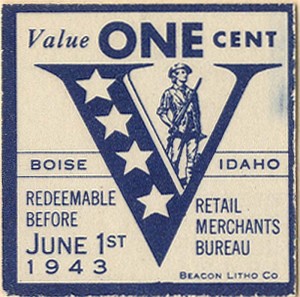 Value ONE CENT
V
BOISE IDAHO
REDEEMABLE
BEFORE
JUNE 1ST
1943
RETAIL
MERCHANTS
BUREAU
BEACON LITHO CO